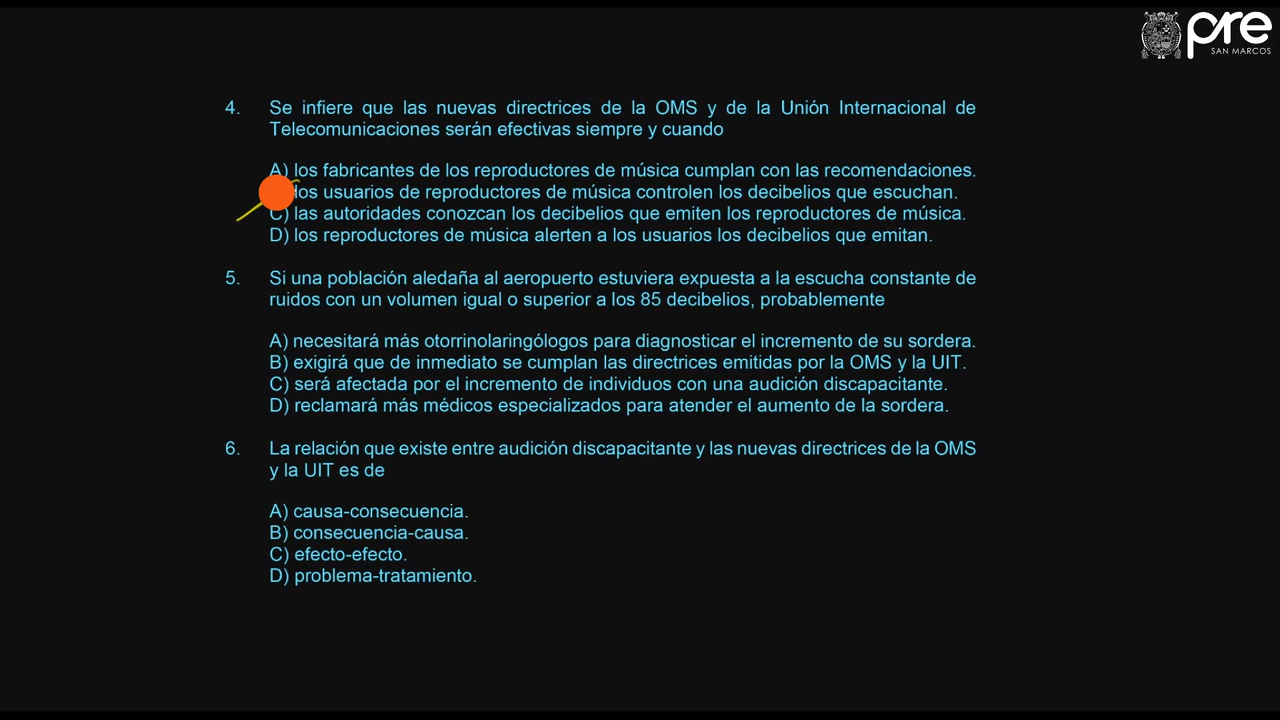 pre
SAN MARCOS
4. Se infiere que las nuevas directrices de la OMS y de la Unión Internacional de
Telecomunicaciones serán efectivas siempre y cuando
A) los fabricantes de los reproductores de música cumplan con las recomendaciones.
los usuarios de reproductores de música controlen los decibelios que escuchan.
C) las autoridades conozcan los decibelios que emiten los reproductores de música.
D) los reproductores de música alerten a los usuarios los decibelios que emitan.
5. Si una población aledaña al aeropuerto estuviera expuesta a la escucha constante de
ruidos con un volumen igual o superior a los 85 decibelios, probablemente
A) necesitará más otorrinolaringólogos para diagnosticar el incremento de su sordera.
B) exigirá que de inmediato se cumplan las directrices emitidas por la OMS y la UIT.
C) será afectada por el incremento de individuos con una audición discapacitante.
D) reclamará más médicos especializados para atender el aumento de la sordera.
6. La relación que existe entre audición discapacitante y las nuevas directrices de la OMS
y la UIT es de
A) causa-consecuencia.
B) consecuencia-causa.
C) efecto-efecto.
D) problema-tratamiento.